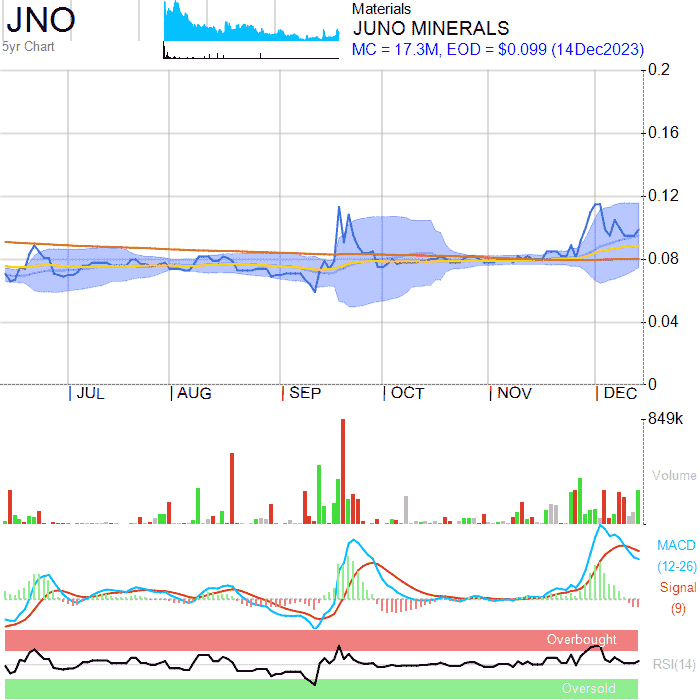 JNO
5yr Chart
Materials
JUNO MINERALS
MC = 17.3M, EOD = $0.099 (14Dec2023)
0.2
0.16
0.12
0.08
0.04
0
JUL AUG SEP OCT NOV DEC
849k
Volume
MACD
(12-26)
Signal
(9)
Overbought
RSI(14)
Oversold